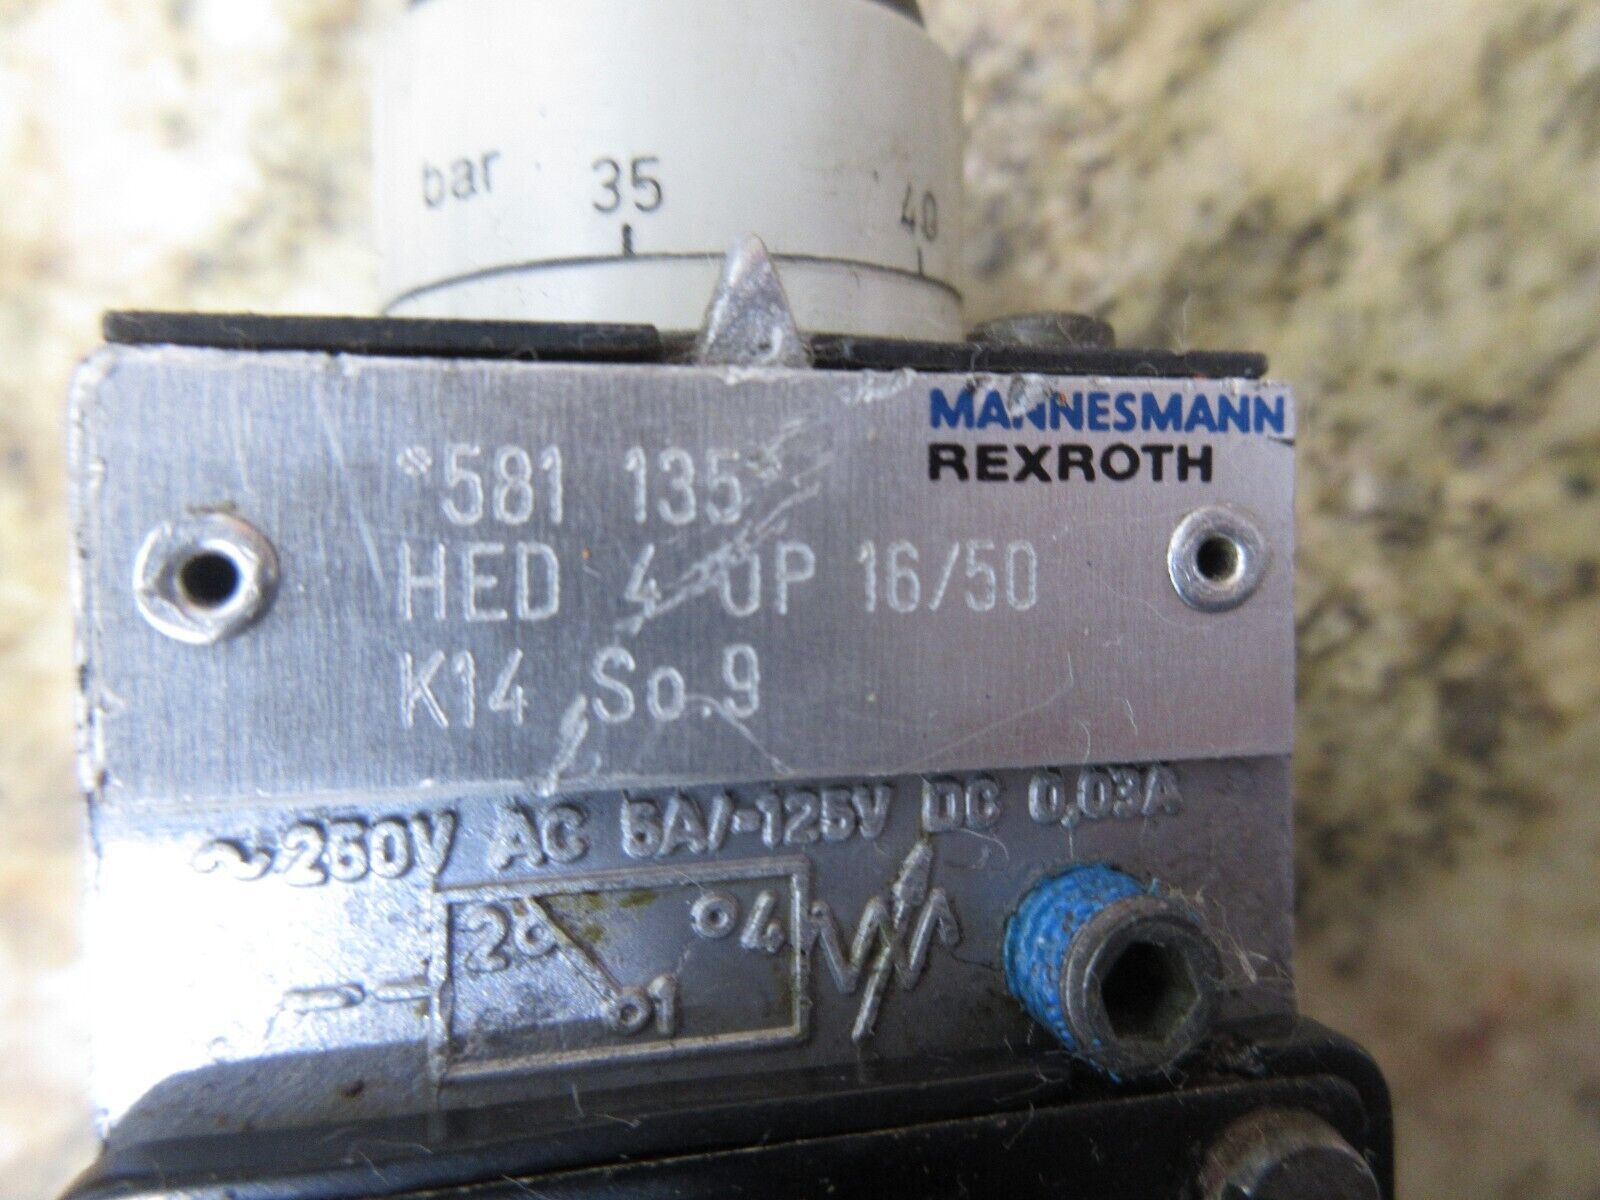 bar 35 40
MANNESMANN
REXROTH
*581 135*
HED 4 OP 16/50
K14 So.9
~250V AC 5A/-125V DC 0,03A
2 4
1